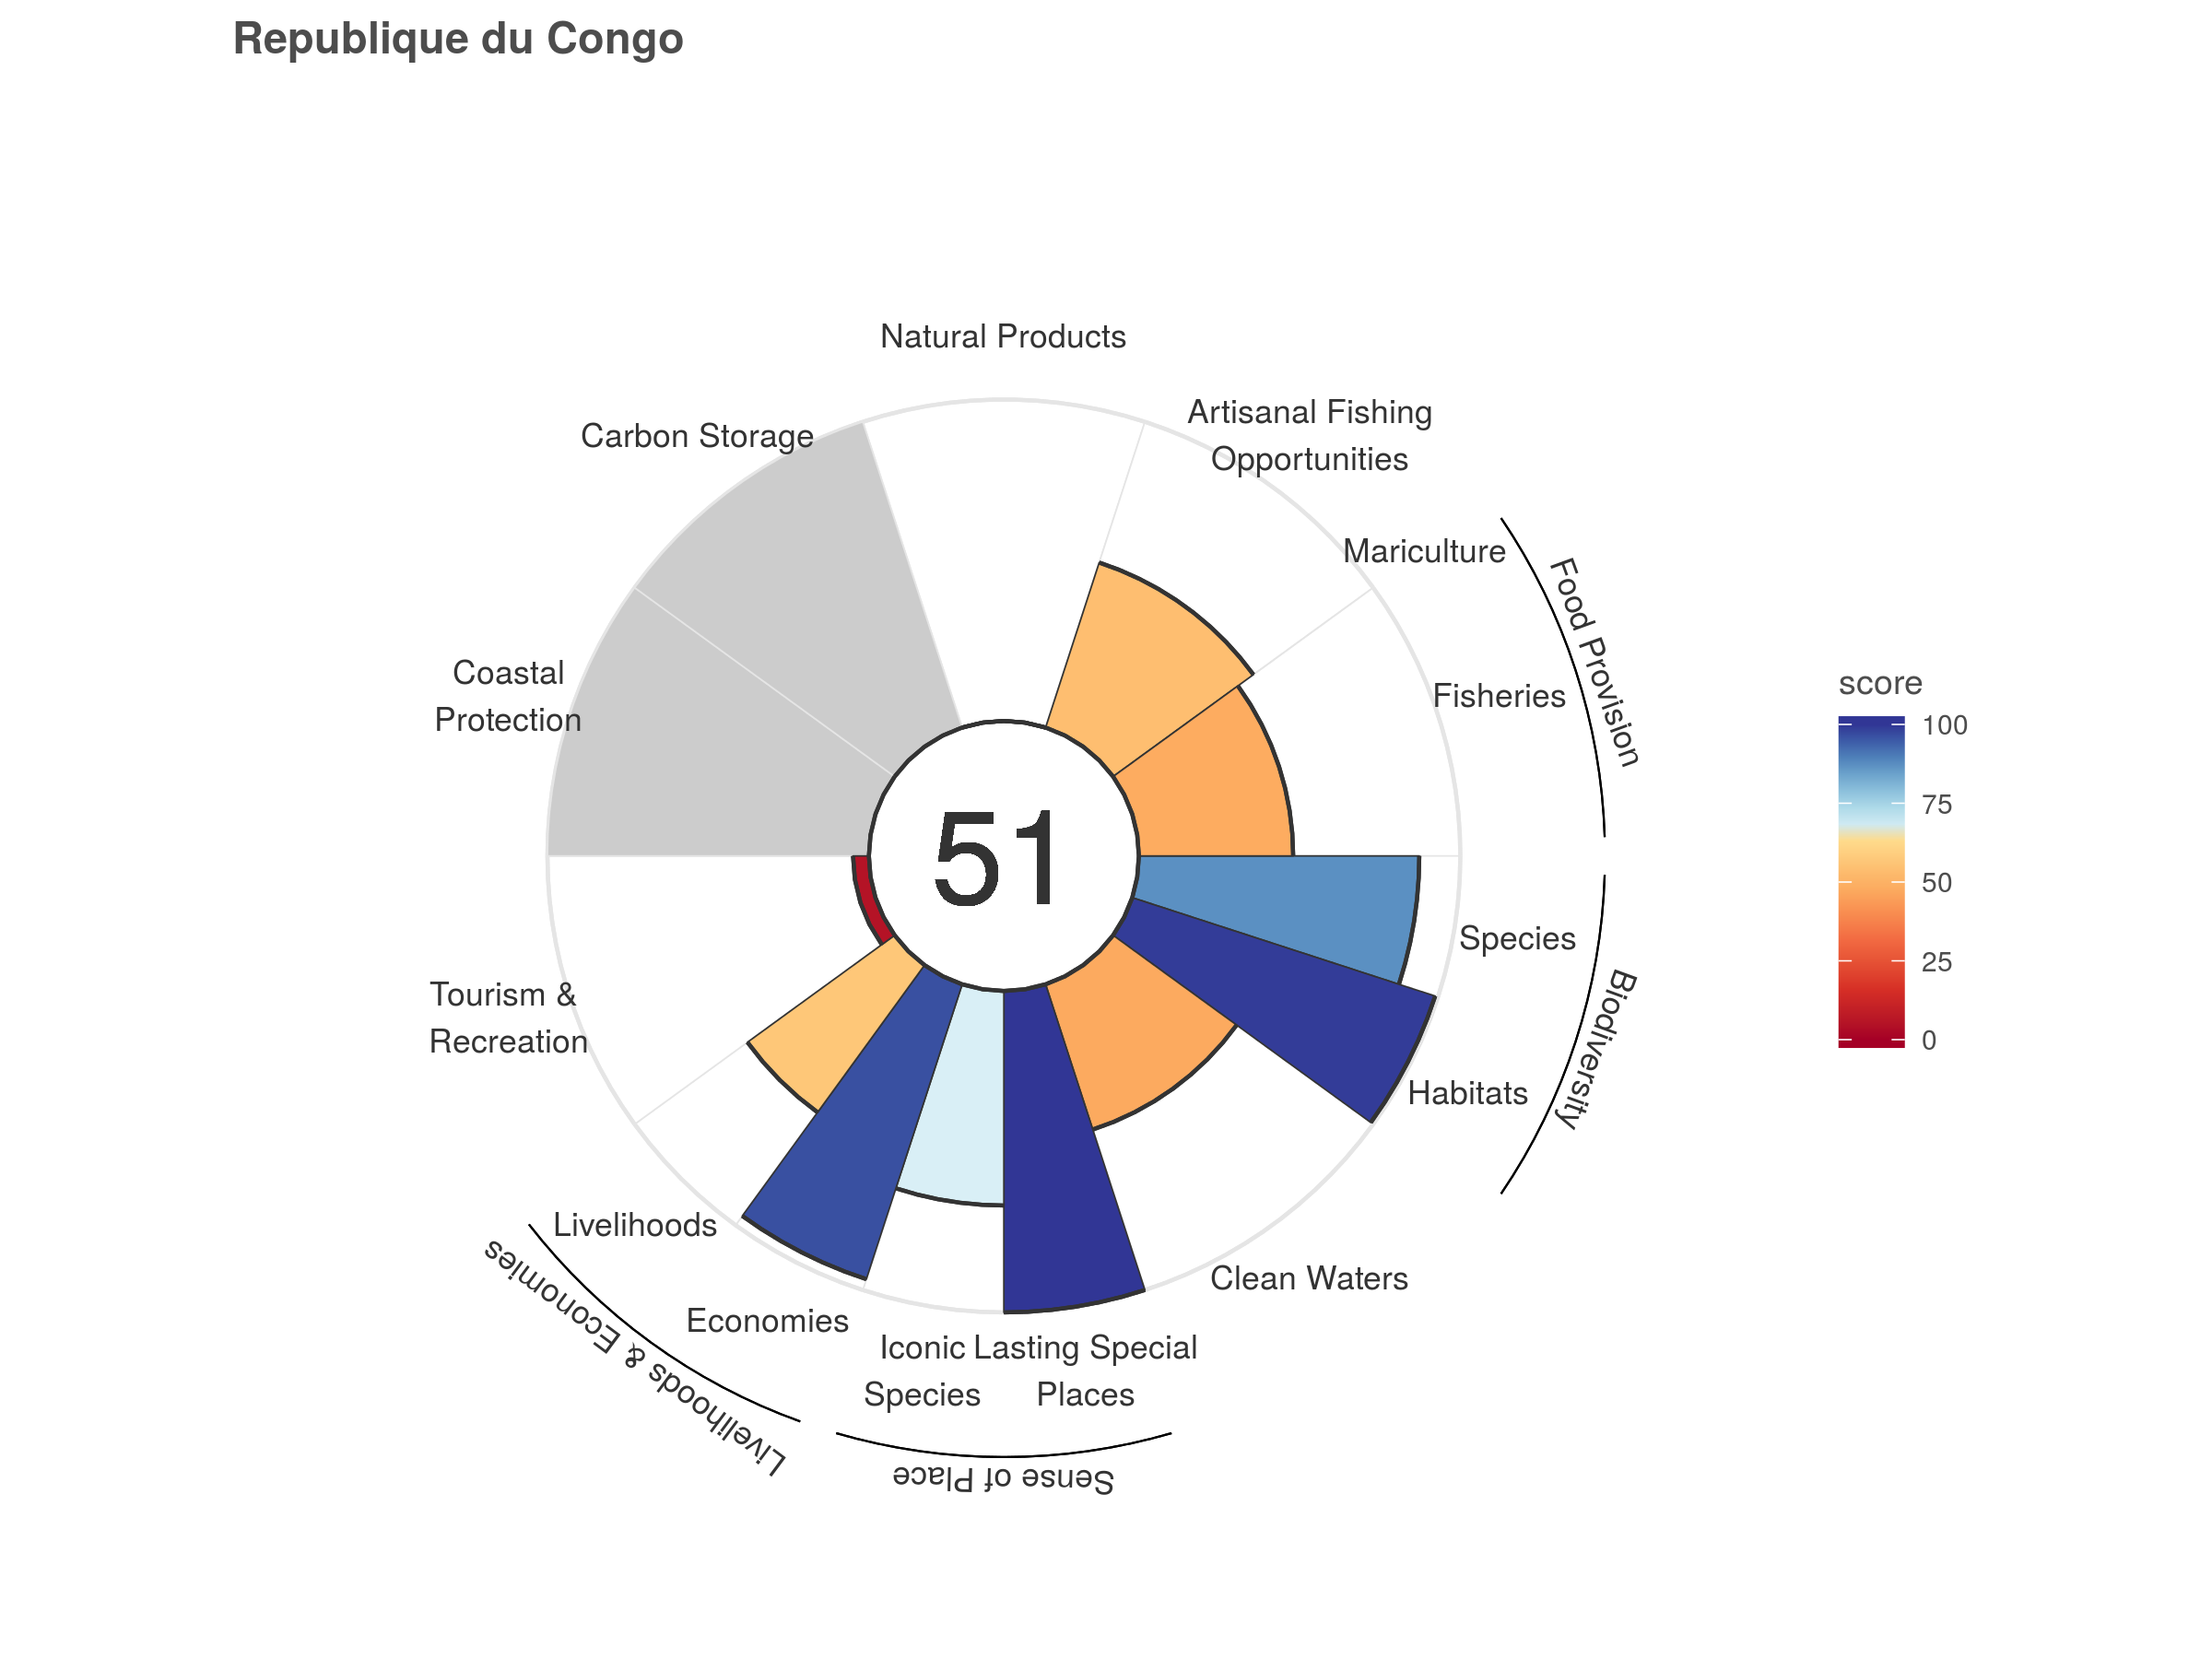 Republique du Congo
Natural Products
Artisanal Fishing
Opportunities
Carbon Storage
Mariculture
Food Provision
Fisheries
Coastal
Protection
score
100
75
50
25
0
51
Species
Biodiversity
Tourism &
Recreation
Habitats
Livelihoods
Clean Waters
Economies
Livelihoods & Economies
Iconic
Species
Lasting Special
Places
Sense of Place